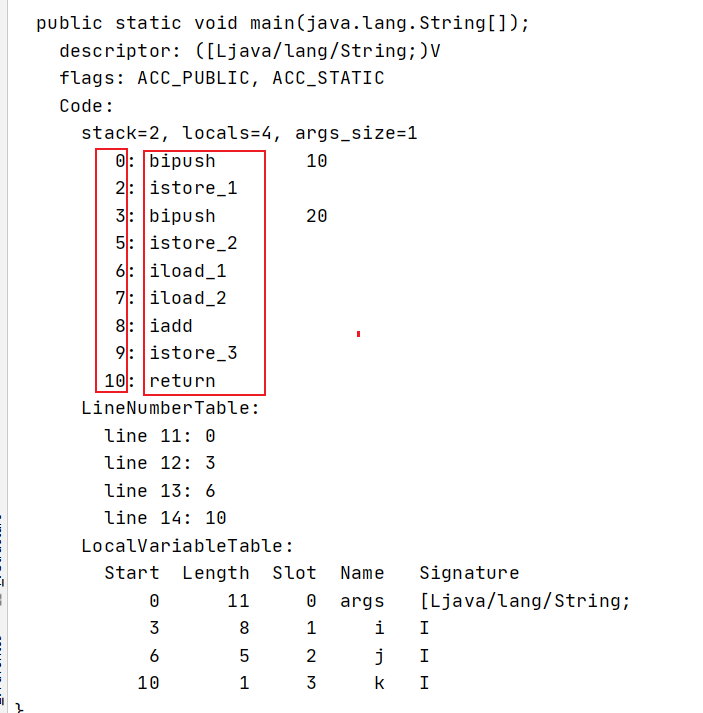 public static void main(java.lang.String[]);
descriptor: ([Ljava/lang/String;)V
flags: ACC_PUBLIC, ACC_STATIC
Code:
stack=2, locals=4, args_size=1
0: bipush 10
2: istore_1
3: bipush 20
5: istore_2
6: iload_1
7: iload_2
8: iadd
9: istore_3
10: return
LineNumberTable:
line 11: 0
line 12: 3
line 13: 6
line 14: 10
LocalVariableTable:
Start Length Slot Name Signature
0 11 0 args [Ljava/lang/String;
3 8 1 i I
6 5 2 j I
10 1 3 k I
}